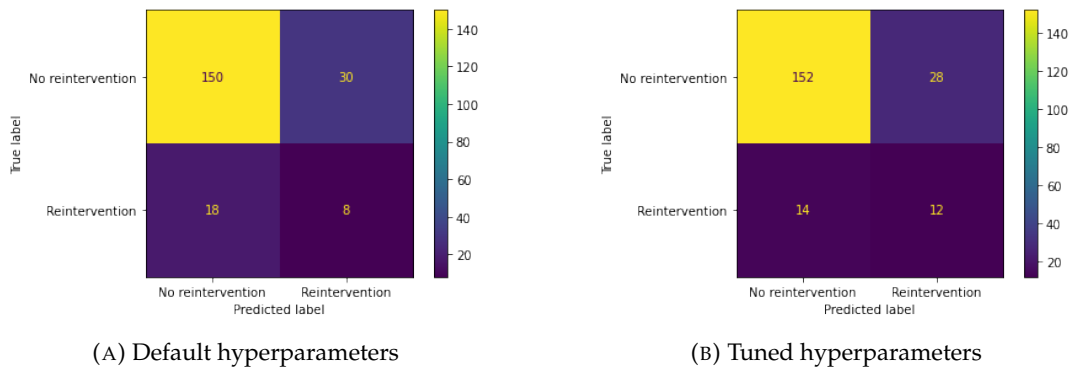 140
No reintervention
150
30
120
100
True label
80
60
Reintervention
18
8
40
20
No reintervention
Reintervention
Predicted label
(A) Default hyperparameters
140
No reintervention
152
28
120
100
True label
80
60
Reintervention
14
12
40
20
No reintervention
Reintervention
Predicted label
(B) Tuned hyperparameters